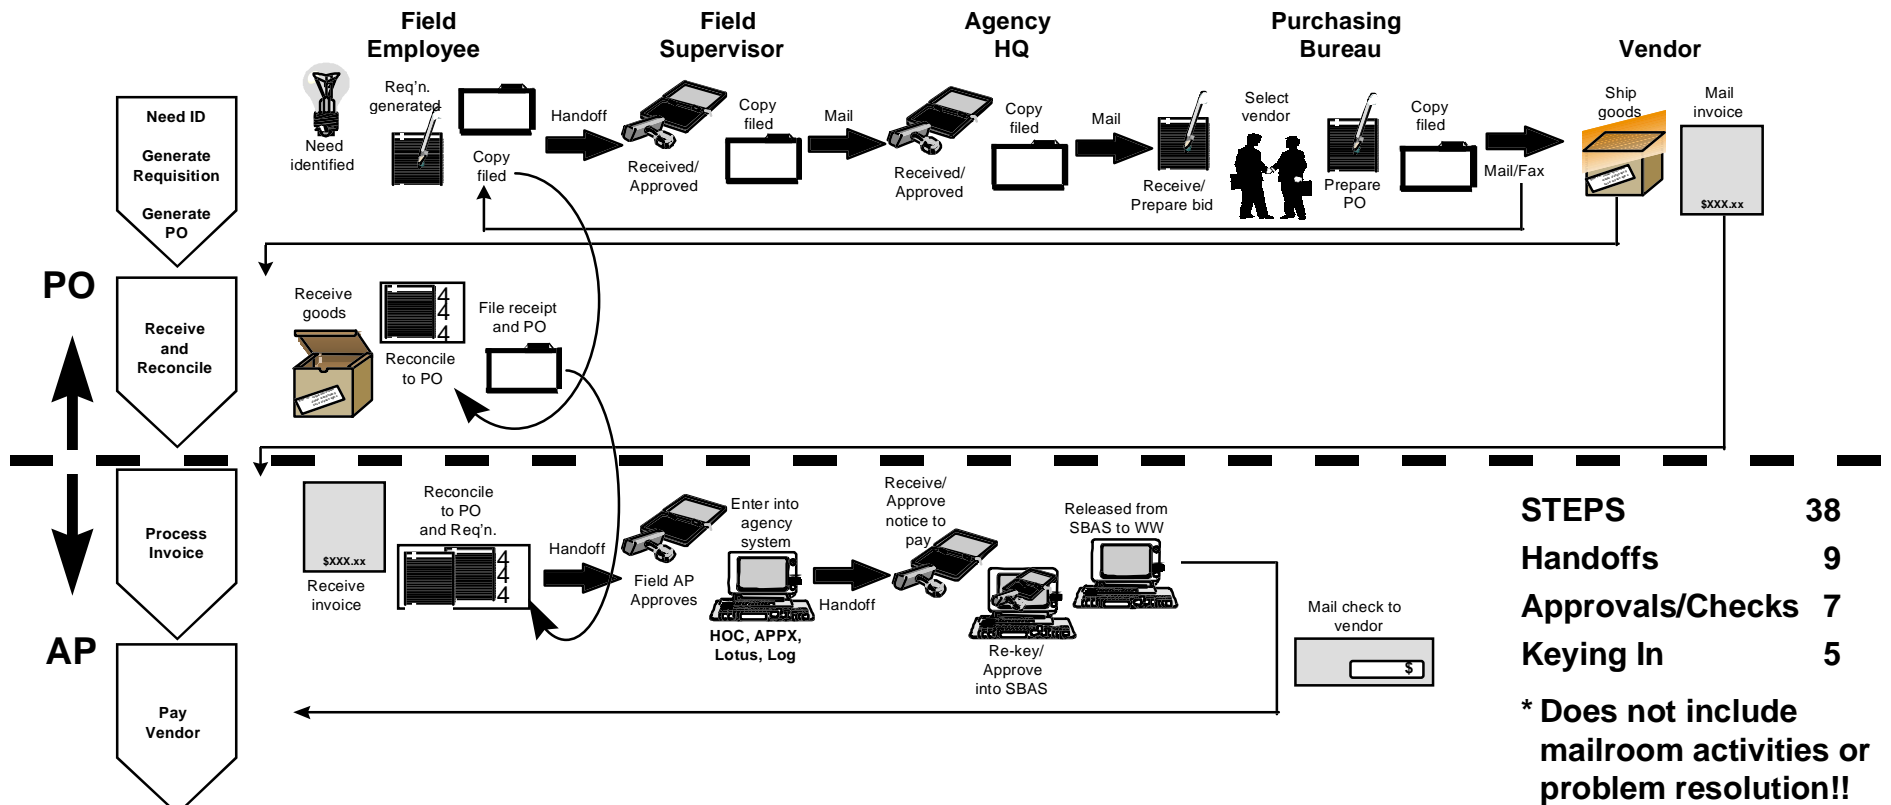 Field
Employee
Field
Supervisor
Agency
HQ
Purchasing
Bureau
Vendor
Need ID
Generate
Requisition
Generate
PO
Need
identified
Req'n.
generated
Copy
filed
Handoff
Received/
Approved
Copy
filed
Mail
Received/
Approved
Copy
filed
Mail
Receive/
Prepare bid
Select
vendor
Prepare
PO
Copy
filed
Mail/Fax
Ship
goods
Mail
invoice
$XXX.xx
PO
Receive
and
Reconcile
Receive
goods
4
4
4
Reconcile
to PO
File receipt
and PO
Process
Invoice
$XXX.xx
Receive
invoice
Reconcile
to PO
and Req'n.
4
4
4
Handoff
Field AP
Approves
Enter into
agency
system
HOC, APPX,
Lotus, Log
Handoff
Receive/
Approve
notice to
pay
Re-key/
Approve
into SBAS
Released from
SBAS to WW
Mail check to
vendor
$
AP
Pay
Vendor
STEPS 38
Handoffs 9
Approvals/Checks 7
Keying In 5
* Does not include
mailroom activities or
problem resolution!!